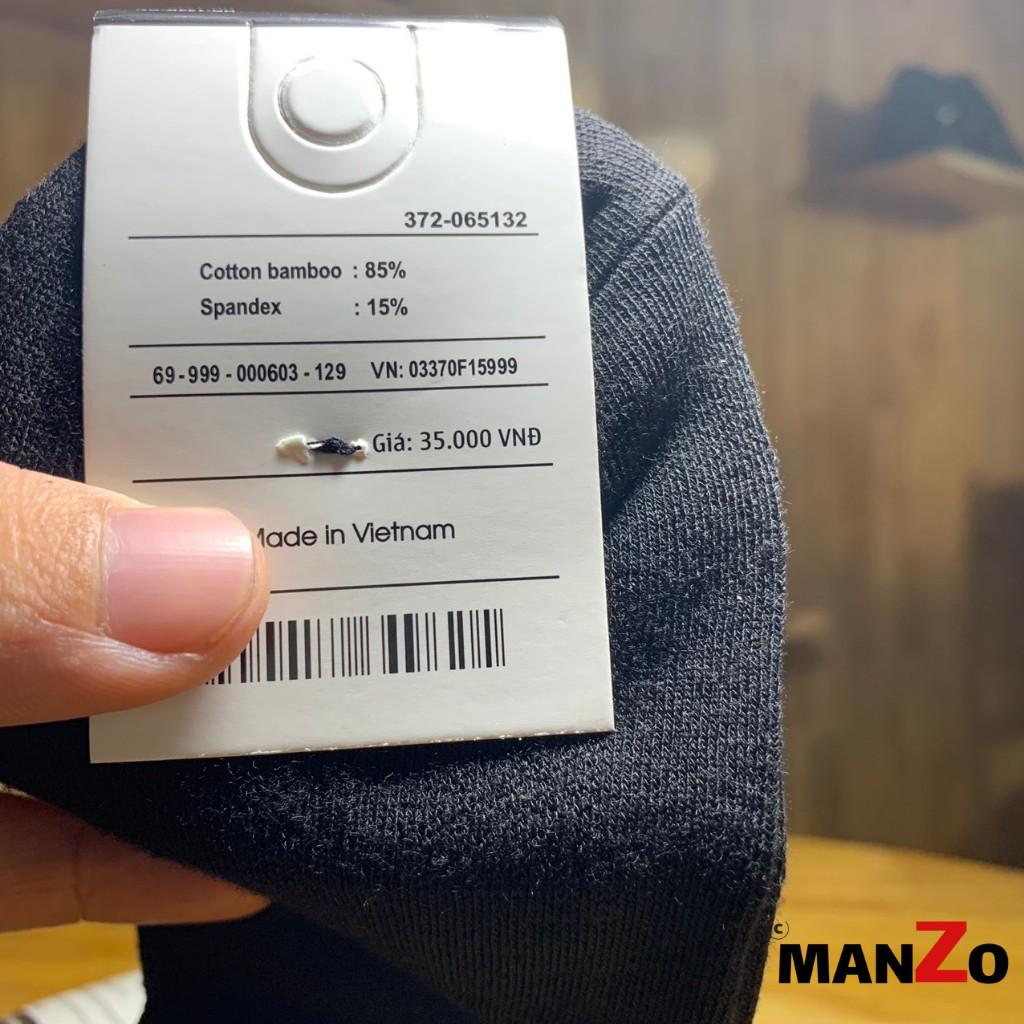 372-065132
Cotton bamboo : 85%
Spandex : 15%
69-999-000603-129 VN: 03370F15999
Giá: 35.000 VNĐ
Made in Vietnam
© MANZO